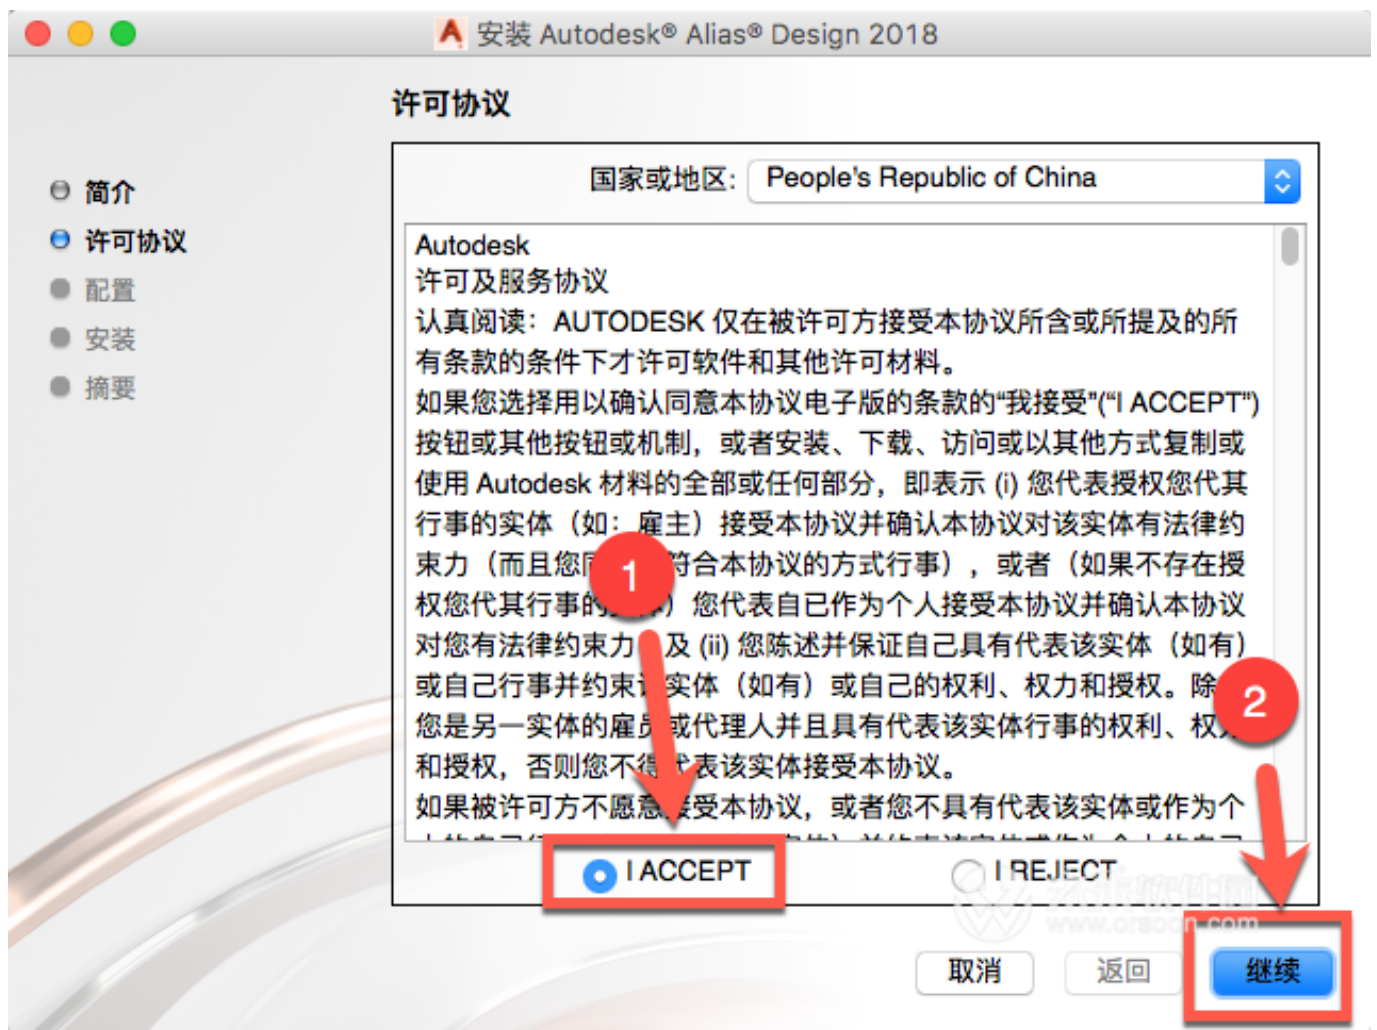 安装 Autodesk® Alias® Design 2018
许可协议
简介
许可协议
配置
安装
摘要
国家或地区: People's Republic of China
Autodesk
许可及服务协议
认真阅读：AUTODESK 仅在被许可方接受本协议所含或所提及的所
有条款的条件下才许可软件和其他许可材料。
如果您选择用以确认同意本协议电子版的条款的“我接受”(“I ACCEPT”)
按钮或其他按钮或机制，或者安装、下载、访问或以其他方式复制或
使用 Autodesk 材料的全部或任何部分，即表示 (i) 您代表授权您代其
行事的实体（如：雇主）接受本协议并确认本协议对该实体有法律约
束力（而且您同 符合本协议的方式行事），或者（如果不存在授
权您代其行事的 ）您代表自已作为个人接受本协议并确认本协议
对您有法律约束力 及 (ii) 您陈述并保证自己具有代表该实体（如有）
或自己行事并约束该实体（如有）或自己的权利、权力和授权。除
您是另一实体的雇员或代理人并且具有代表该实体行事的权利、权力
和授权，否则您不得代表该实体接受本协议。
如果被许可方不愿意接受本协议，或者您不具有代表该实体或作为个
1
2
I ACCEPT
I REJECT
www.orsoon.com
取消
返回
继续